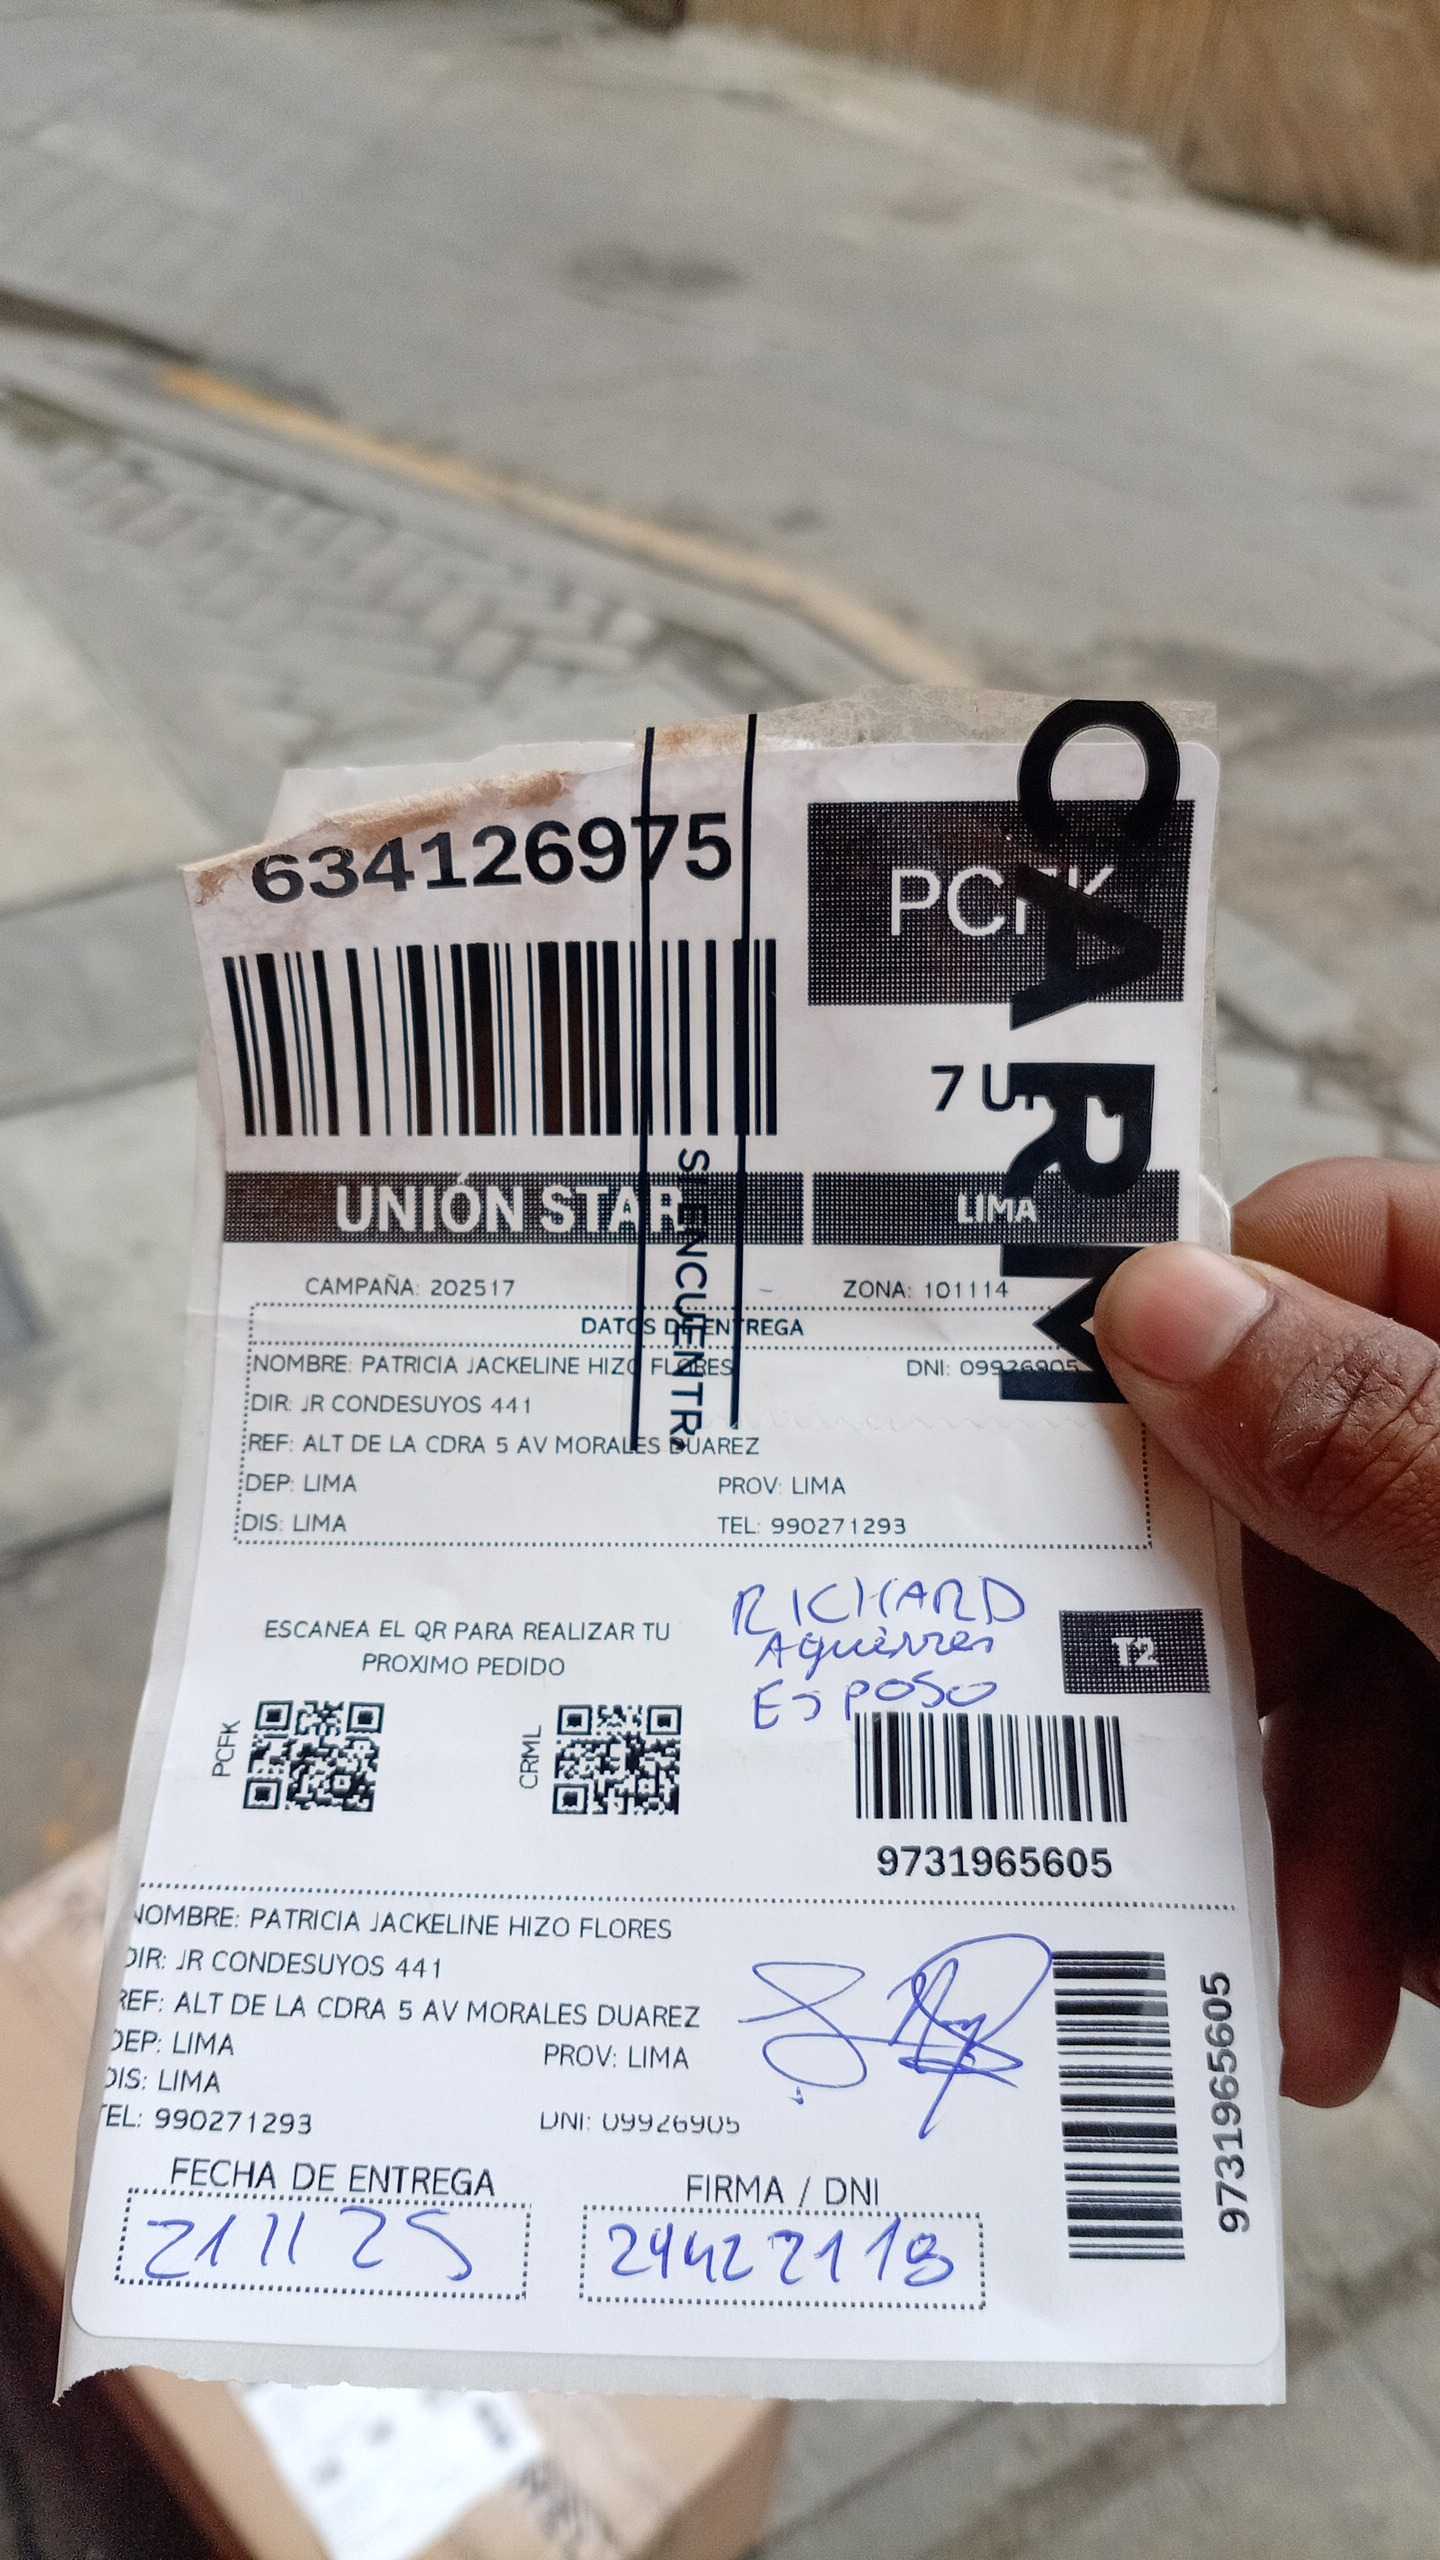 634126975
PCFK
CARM
7 U
UNIÓN STAR
LIMA
SI ENCUENTR
CAMPAÑA: 202517
ZONA: 101114
DATOS DE ENTREGA
NOMBRE: PATRICIA JACKELINE HIZO FLORES
DNI: 09926905
DIR: JR CONDESUYOS 441
REF: ALT DE LA CDRA 5 AV MORALES DUAREZ
DEP: LIMA
PROV: LIMA
DIS: LIMA
TEL: 990271293
RICHARD
Aguirres
Esposo
T2
ESCANEA EL QR PARA REALIZAR TU
PROXIMO PEDIDO
PCFK
CRML
9731965605
NOMBRE: PATRICIA JACKELINE HIZO FLORES
DIR: JR CONDESUYOS 441
REF: ALT DE LA CDRA 5 AV MORALES DUAREZ
DEP: LIMA
PROV: LIMA
DIS: LIMA
TEL: 990271293
DNI: 09926905
9731965605
FECHA DE ENTREGA
FIRMA / DNI
21 11 25